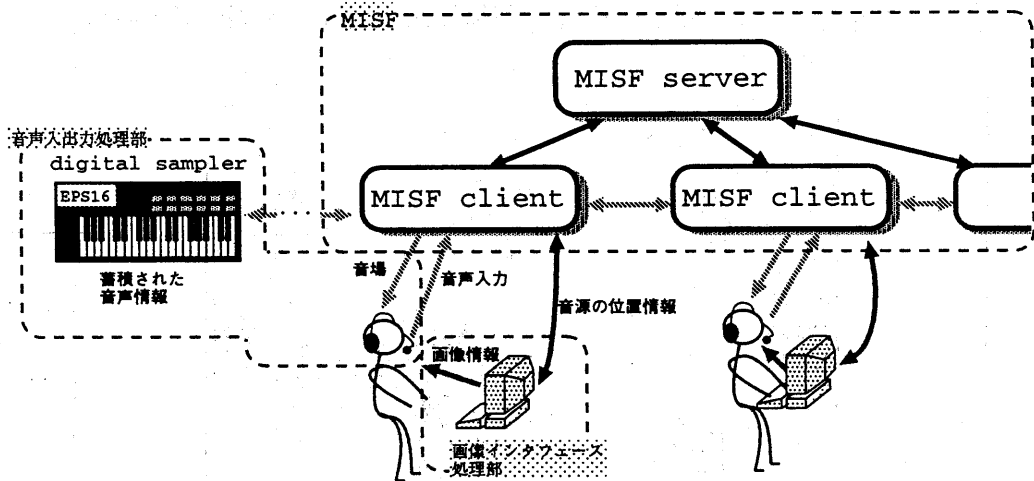 MISF
MISF server
音声入出力処理部
digital sampler
EPS16
MISF client
MISF client
蓄積された
音声情報
音場
音声入力
音源の位置情報
画像情報
画像インタフェーズ
処理部